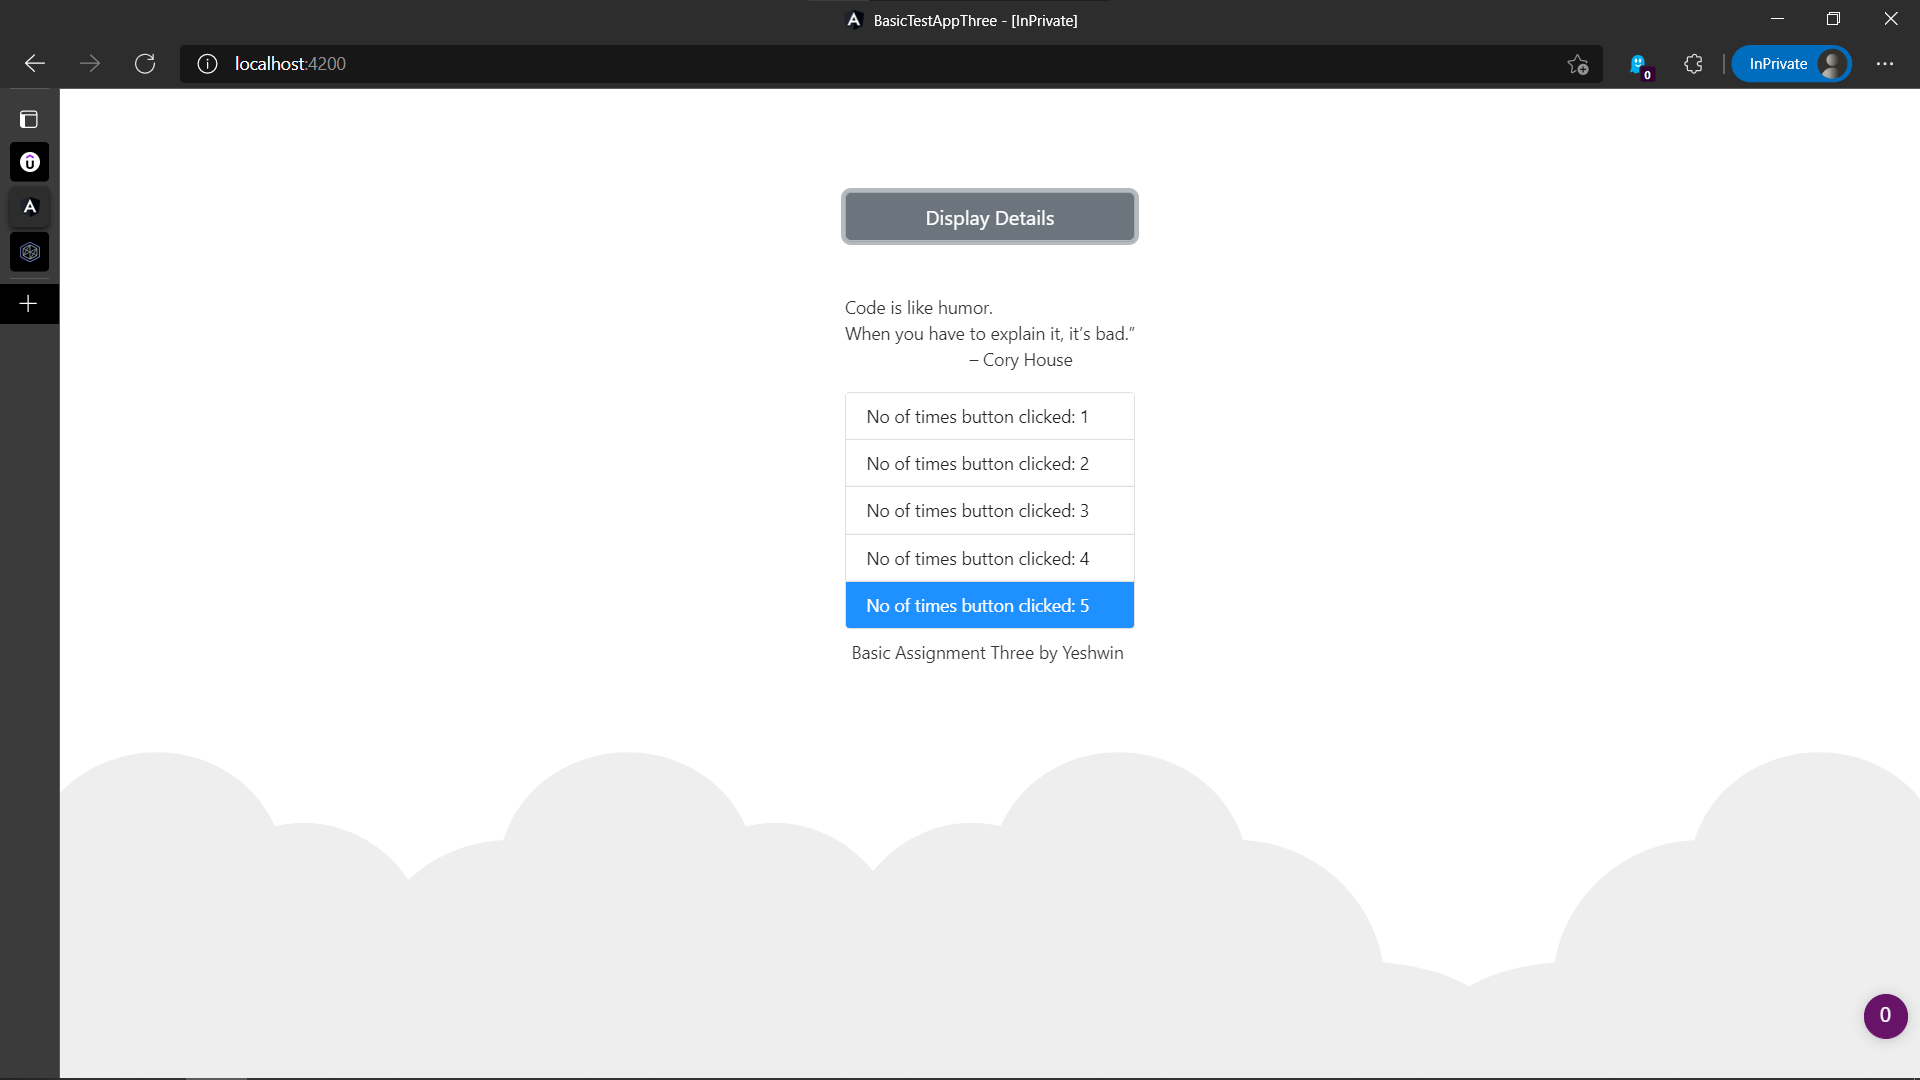 BasicTestAppThree - [InPrivate]
localhost:4200
0
InPrivate
Display Details
Code is like humor.
When you have to explain it, it’s bad.”
– Cory House
No of times button clicked: 1
No of times button clicked: 2
No of times button clicked: 3
No of times button clicked: 4
No of times button clicked: 5
Basic Assignment Three by Yeshwin
0